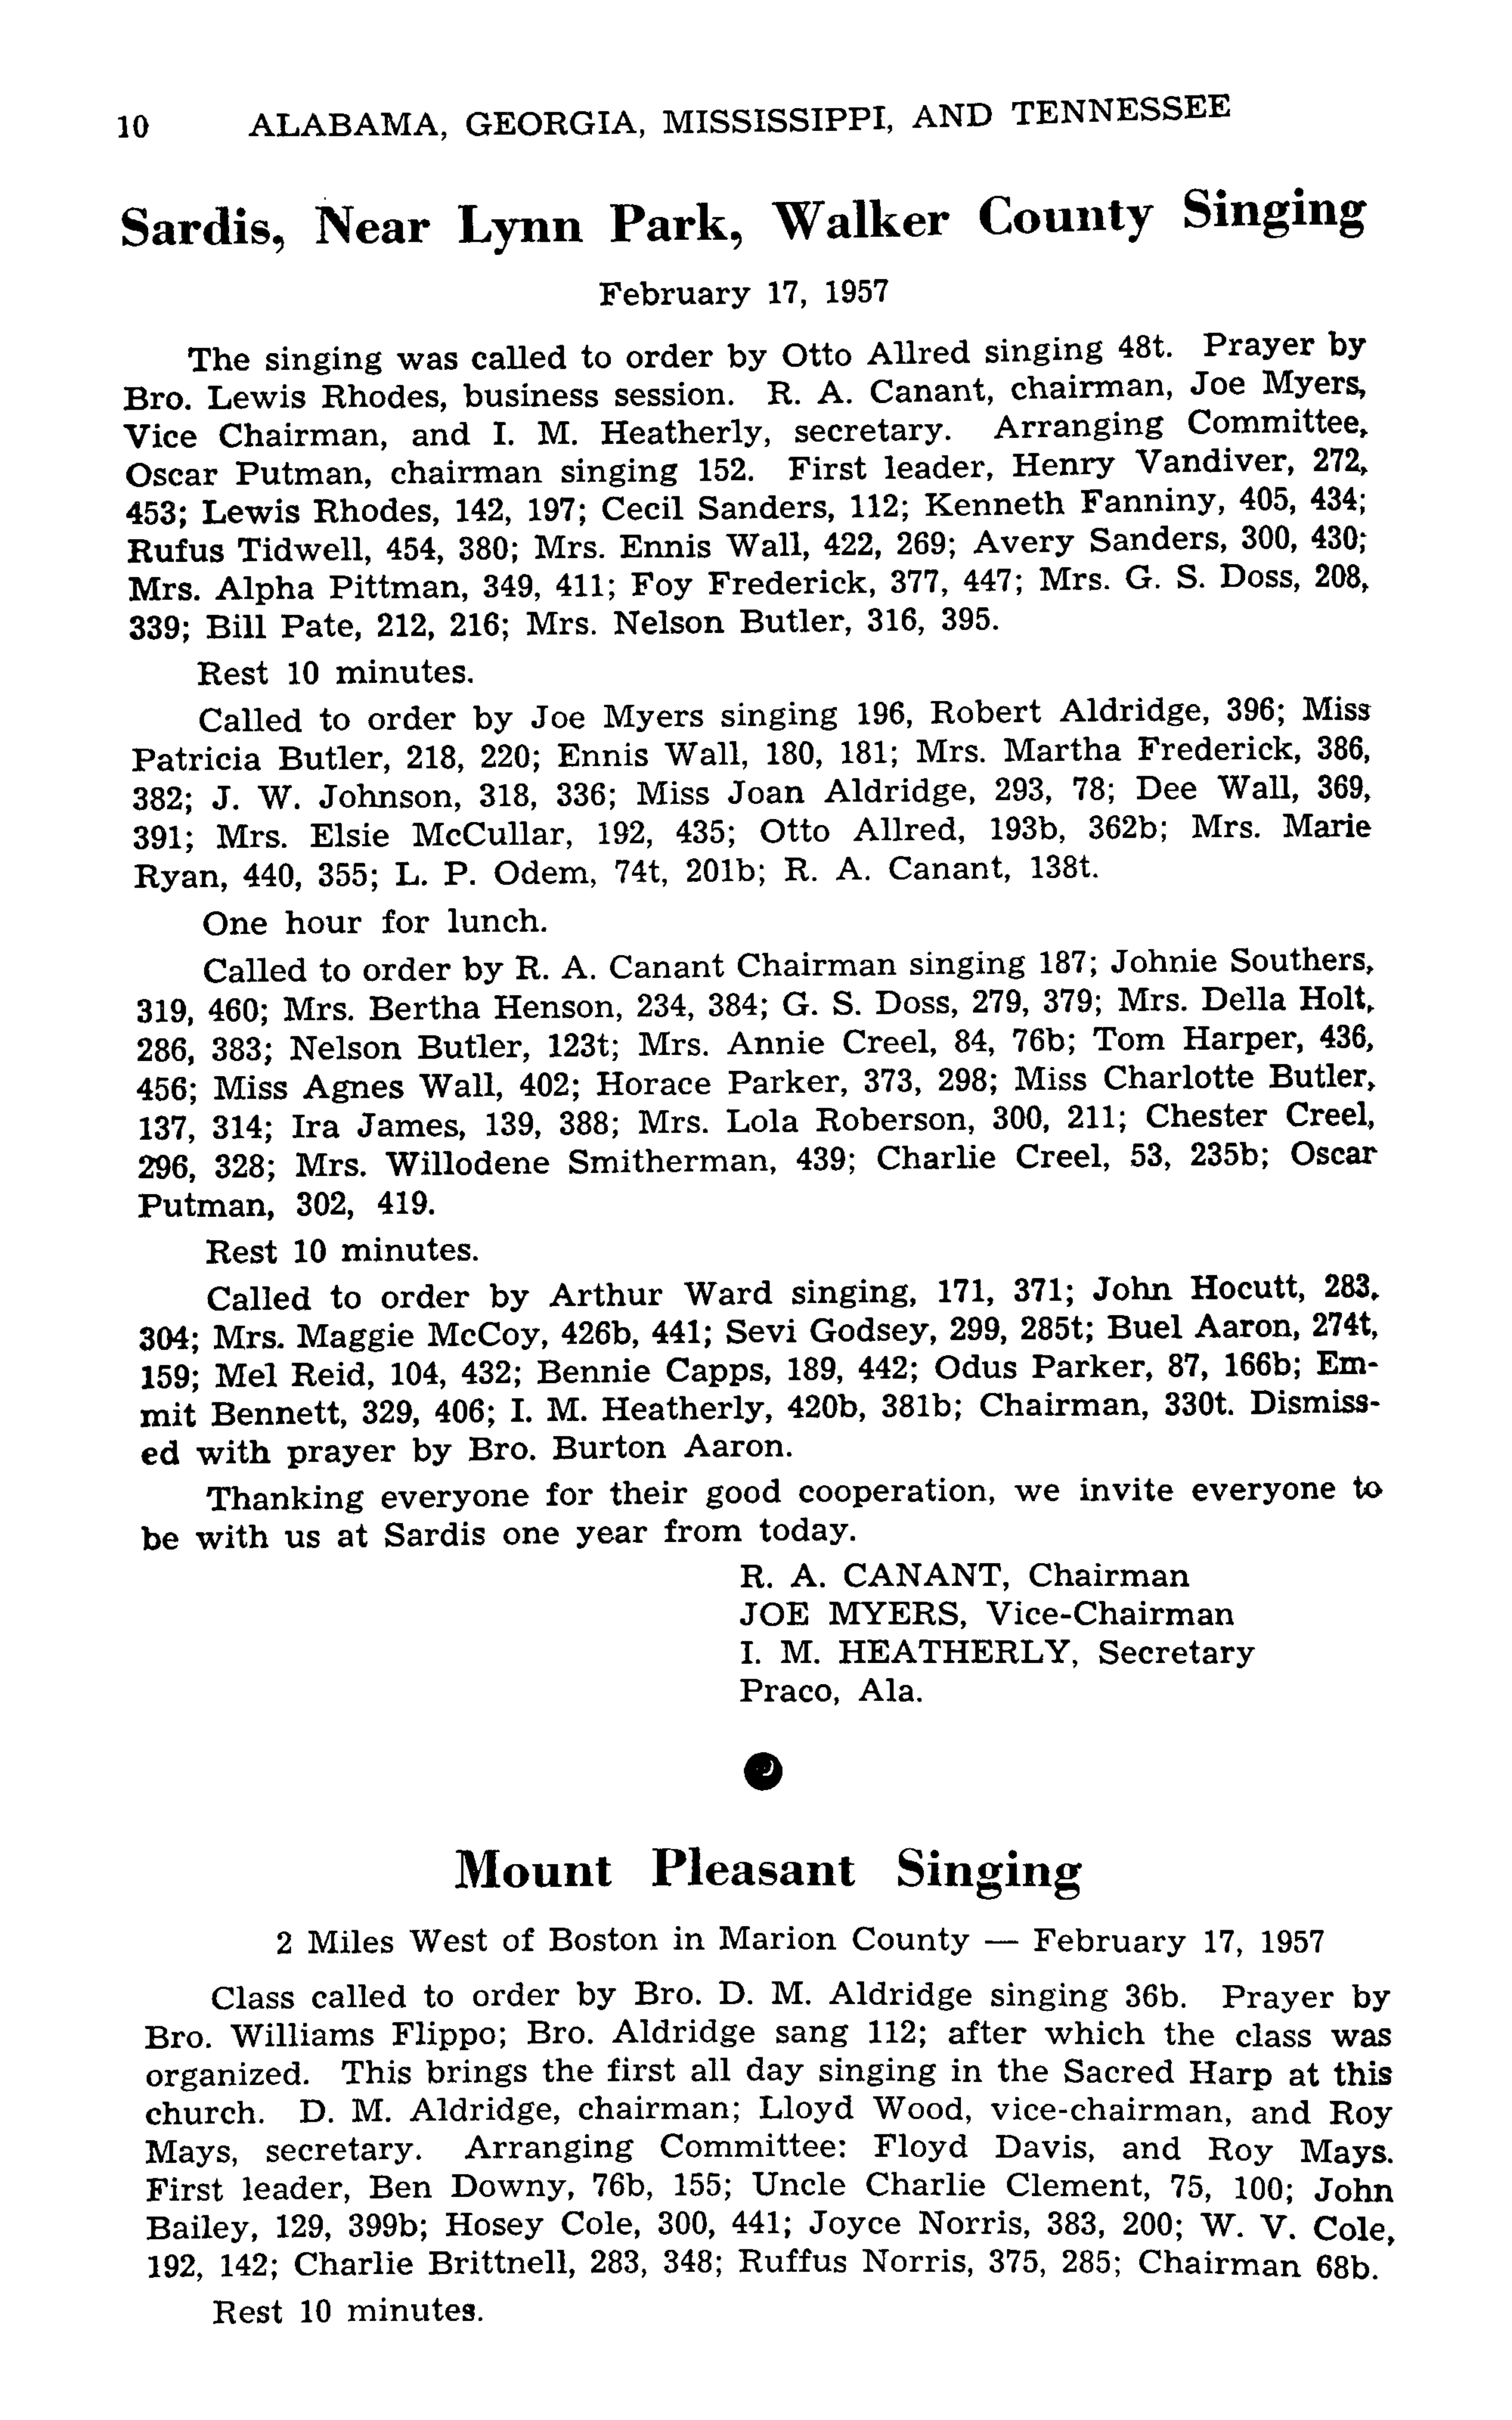 10 ALABAMA, GEORGIA, MISSISSIPPI, AND TENNESSEE
Sardis, Near Lynn Park, Walker County Singing
February 17, 1957
The singing was called to order by Otto Allred singing 48t. Prayer by
Bro. Lewis Rhodes, business session. R. A. Canant, chairman, Joe Myers,
Vice Chairman, and I. M. Heatherly, secretary. Arranging Committee,
Oscar Putman, chairman singing 152. First leader, Henry Vandiver, 272,
453; Lewis Rhodes, 142, 197; Cecil Sanders, 112; Kenneth Fanniny, 405, 434;
Rufus Tidwell, 454, 380; Mrs. Ennis Wall, 422, 269; Avery Sanders, 300, 430;
Mrs. Alpha Pittman, 349, 411; Foy Frederick, 377, 447; Mrs. G. S. Doss, 208,
339; Bill Pate, 212, 216; Mrs. Nelson Butler, 316, 395.
Rest 10 minutes.
Called to order by Joe Myers singing 196, Robert Aldridge, 396; Miss
Patricia Butler, 218, 220; Ennis Wall, 180, 181; Mrs. Martha Frederick, 386,
382; J. W. Johnson, 318, 336; Miss Joan Aldridge, 293, 78; Dee Wall, 369,
391; Mrs. Elsie McCullar, 192, 435; Otto Allred, 193b, 362b; Mrs. Marie
Ryan, 440, 355; L. P. Odem, 74t, 201b; R. A. Canant, 138t.
One hour for lunch.
Called to order by R. A. Canant Chairman singing 187; Johnie Southers,
319, 460; Mrs. Bertha Henson, 234, 384; G. S. Doss, 279, 379; Mrs. Della Holt,
286, 383; Nelson Butler, 123t; Mrs. Annie Creel, 84, 76b; Tom Harper, 436,
456; Miss Agnes Wall, 402; Horace Parker, 373, 298; Miss Charlotte Butler,
137, 314; Ira James, 139, 388; Mrs. Lola Roberson, 300, 211; Chester Creel,
296, 328; Mrs. Willodene Smitherman, 439; Charlie Creel, 53, 235b; Oscar
Putman, 302, 419.
Rest 10 minutes.
Called to order by Arthur Ward singing, 171, 371; John Hocutt, 283,
304; Mrs. Maggie McCoy, 426b, 441; Sevi Godsey, 299, 285t; Buel Aaron, 274t,
159; Mel Reid, 104, 432; Bennie Capps, 189, 442; Odus Parker, 87, 166b; Em-
mit Bennett, 329, 406; I. M. Heatherly, 420b, 381b; Chairman, 330t. Dismiss-
ed with prayer by Bro. Burton Aaron.
Thanking everyone for their good cooperation, we invite everyone to
be with us at Sardis one year from today.
R. A. CANANT, Chairman
JOE MYERS, Vice-Chairman
I. M. HEATHERLY, Secretary
Praco, Ala.
Mount Pleasant Singing
2 Miles West of Boston in Marion County — February 17, 1957
Class called to order by Bro. D. M. Aldridge singing 36b. Prayer by
Bro. Williams Flippo; Bro. Aldridge sang 112; after which the class was
organized. This brings the first all day singing in the Sacred Harp at this
church. D. M. Aldridge, chairman; Lloyd Wood, vice-chairman, and Roy
Mays, secretary. Arranging Committee: Floyd Davis, and Roy Mays.
First leader, Ben Downy, 76b, 155; Uncle Charlie Clement, 75, 100; John
Bailey, 129, 399b; Hosey Cole, 300, 441; Joyce Norris, 383, 200; W. V. Cole,
192, 142; Charlie Brittnell, 283, 348; Ruffus Norris, 375, 285; Chairman 68b.
Rest 10 minutes.